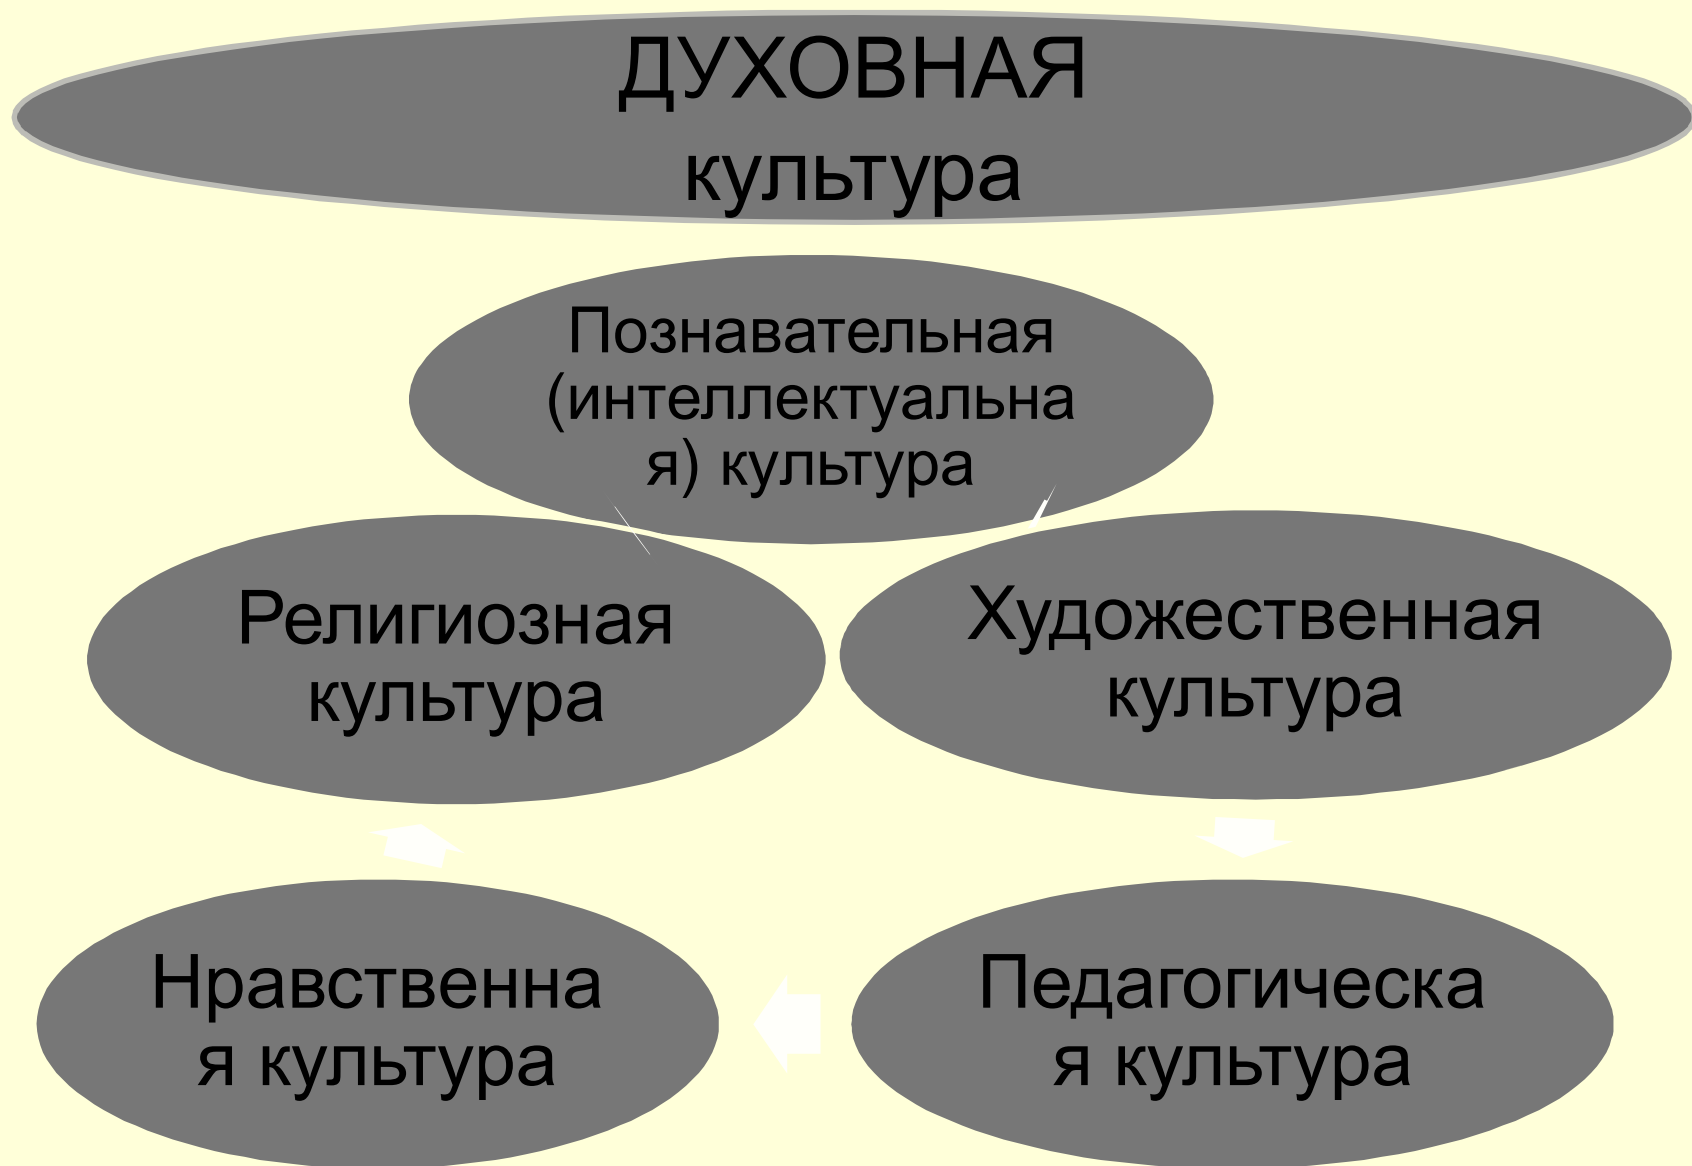 ДУХОВНАЯ
культура
Познавательная
(интеллектуальна
я) культура
Религиозная
культура
Художественная
культура
Нравственна
я культура
Педагогическа
я культура